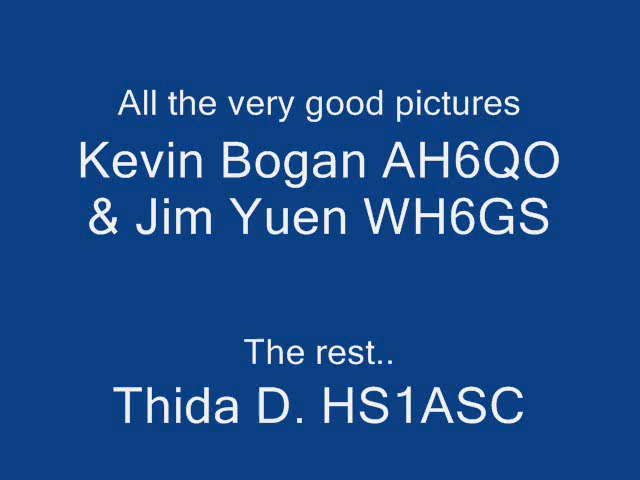 All the very good pictures
Kevin Bogan AH6QO
& Jim Yuen WH6GS
The rest..
Thida D. HS1ASC